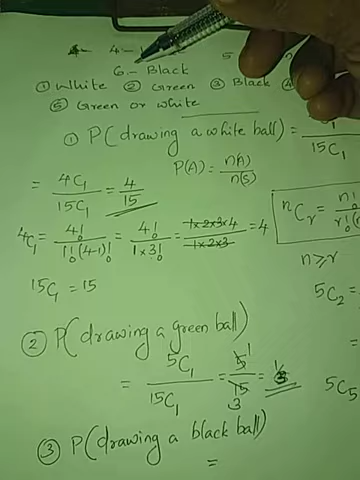 4 -
5
6 - Black
① White ② Green ③ Black ④
⑤ Green or white
① P(drawing a white ball) =
15C₁
P(A) = n(A)/n(S)
= 4C₁/15C₁ = 4/15
4C₁ = 4!/1!(4-1)! = 4!/1×3! = 1×2×3×4/1×2×3 = 4
nCr = n!/r!(
n≥r
15C₁ = 15
5C₂ =
② P(drawing a green ball)
= 5C₁/15C₁ = 5/15 = 1/3
=
5C₅
③ P(drawing a black ball)
=